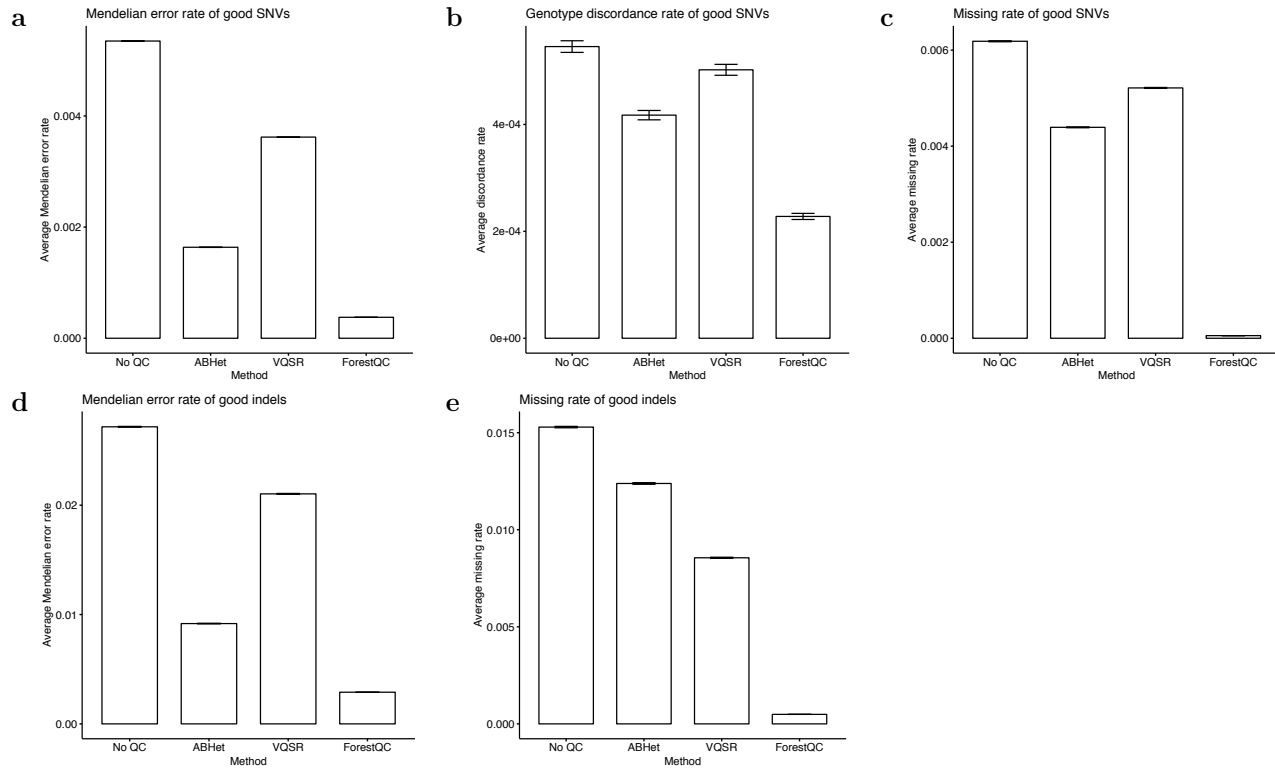 a
Mendelian error rate of good SNVs
Average Mendelian error rate
0.004
0.002
0.000
No QC ABHet VQSR ForestQC
Method
b
Genotype discordance rate of good SNVs
Average discordance rate
4e-04
2e-04
0e+00
No QC ABHet VQSR ForestQC
Method
c
Missing rate of good SNVs
Average missing rate
0.006
0.004
0.002
0.000
No QC ABHet VQSR ForestQC
Method
d
Mendelian error rate of good indels
Average Mendelian error rate
0.02
0.01
0.00
No QC ABHet VQSR ForestQC
Method
e
Missing rate of good indels
Average missing rate
0.015
0.010
0.005
0.000
No QC ABHet VQSR ForestQC
Method